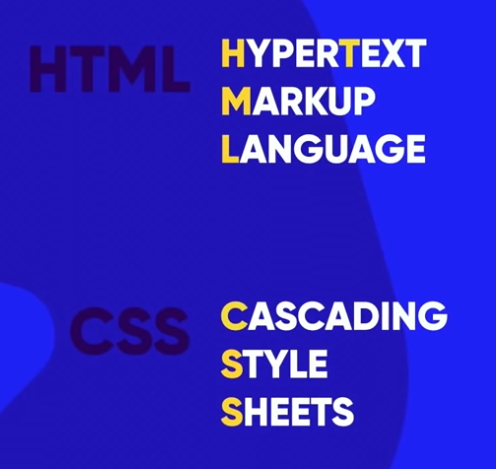 HTML
HYPERTEXT
MARKUP
LANGUAGE
CSS
CASCADING
STYLE
SHEETS